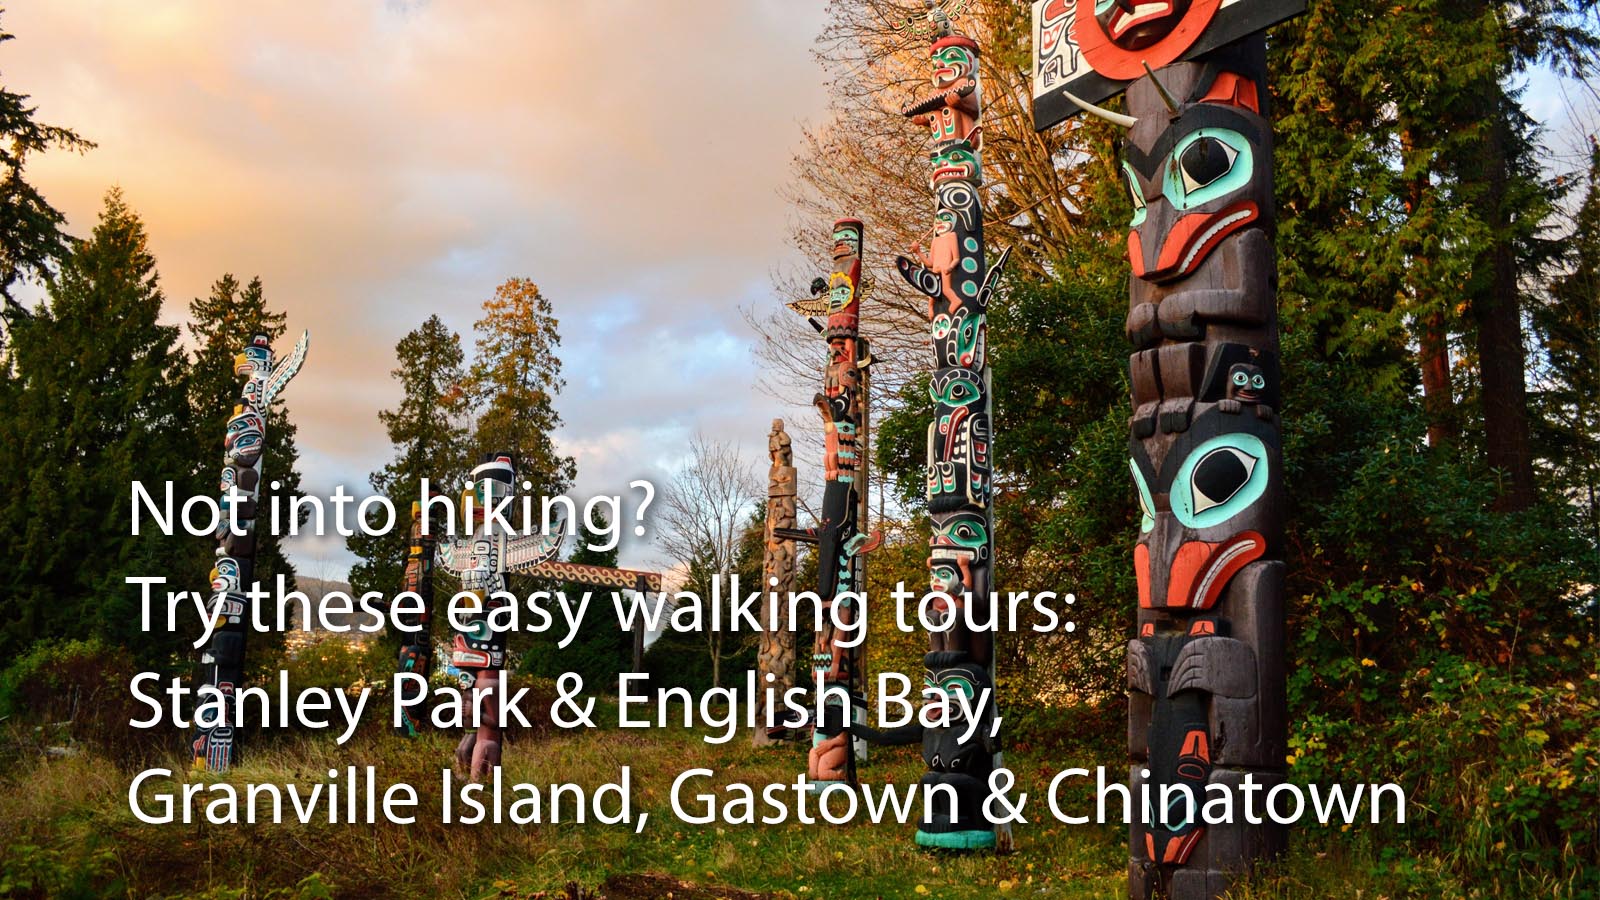 Not into hiking?
Try these easy walking tours:
Stanley Park & English Bay,
Granville Island, Gastown & Chinatown